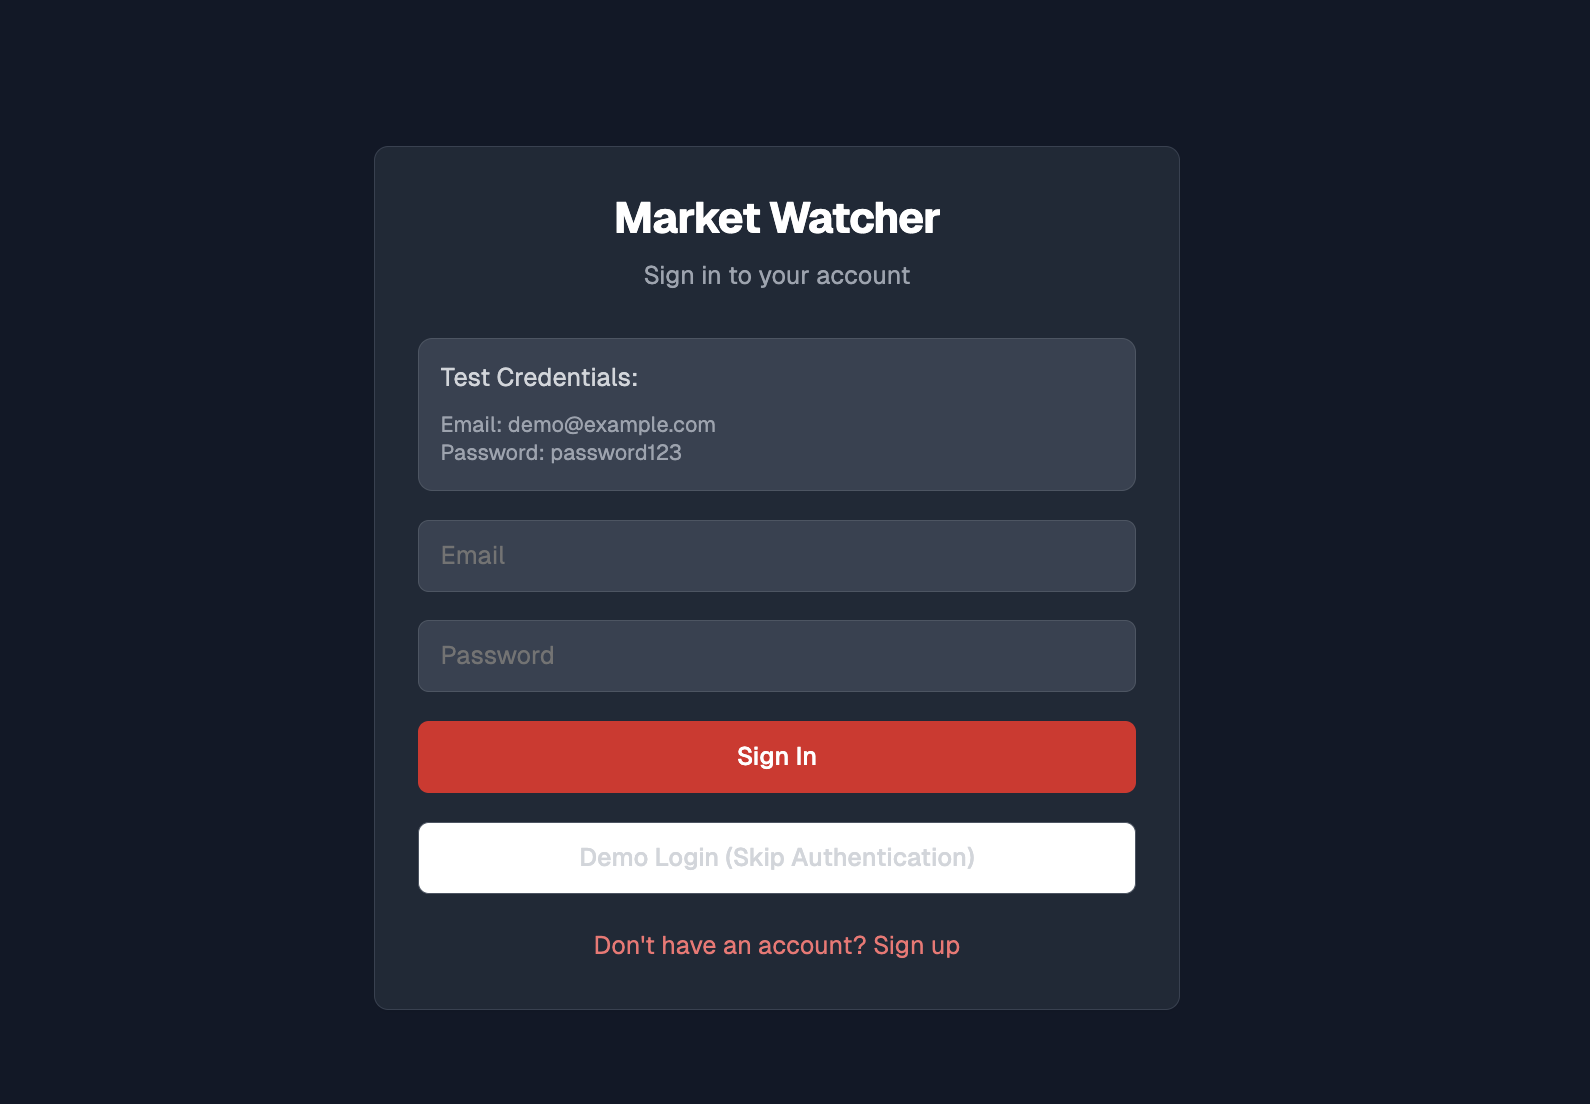 Market Watcher
Sign in to your account
Test Credentials:
Email: demo@example.com
Password: password123
Email
Password
Sign In
Demo Login (Skip Authentication)
Don't have an account? Sign up